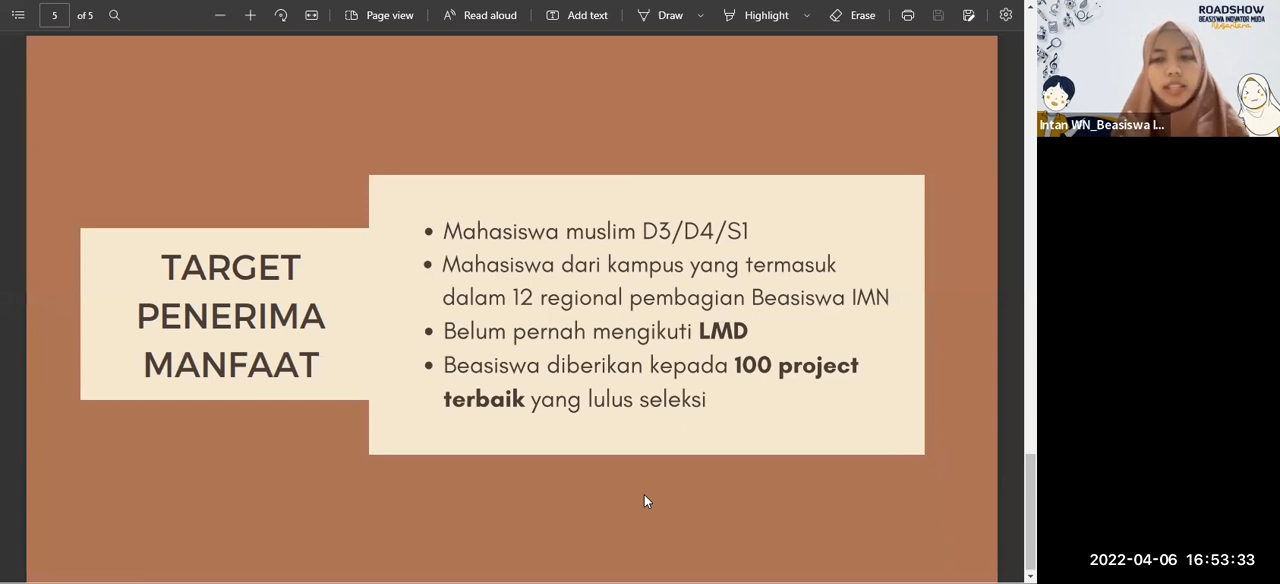 5 of 5
Page view
Read aloud
Add text
Draw
Highlight
Erase
TARGET
PENERIMA
MANFAAT
• Mahasiswa muslim D3/D4/S1
• Mahasiswa dari kampus yang termasuk
dalam 12 regional pembagian Beasiswa IMN
• Belum pernah mengikuti LMD
• Beasiswa diberikan kepada 100 project
terbaik yang lulus seleksi
ROADSHOW
BEASISWA INOVATOR MUDA
Nusantara
Intan WN_Beasiswa I...
2022-04-06 16:53:33